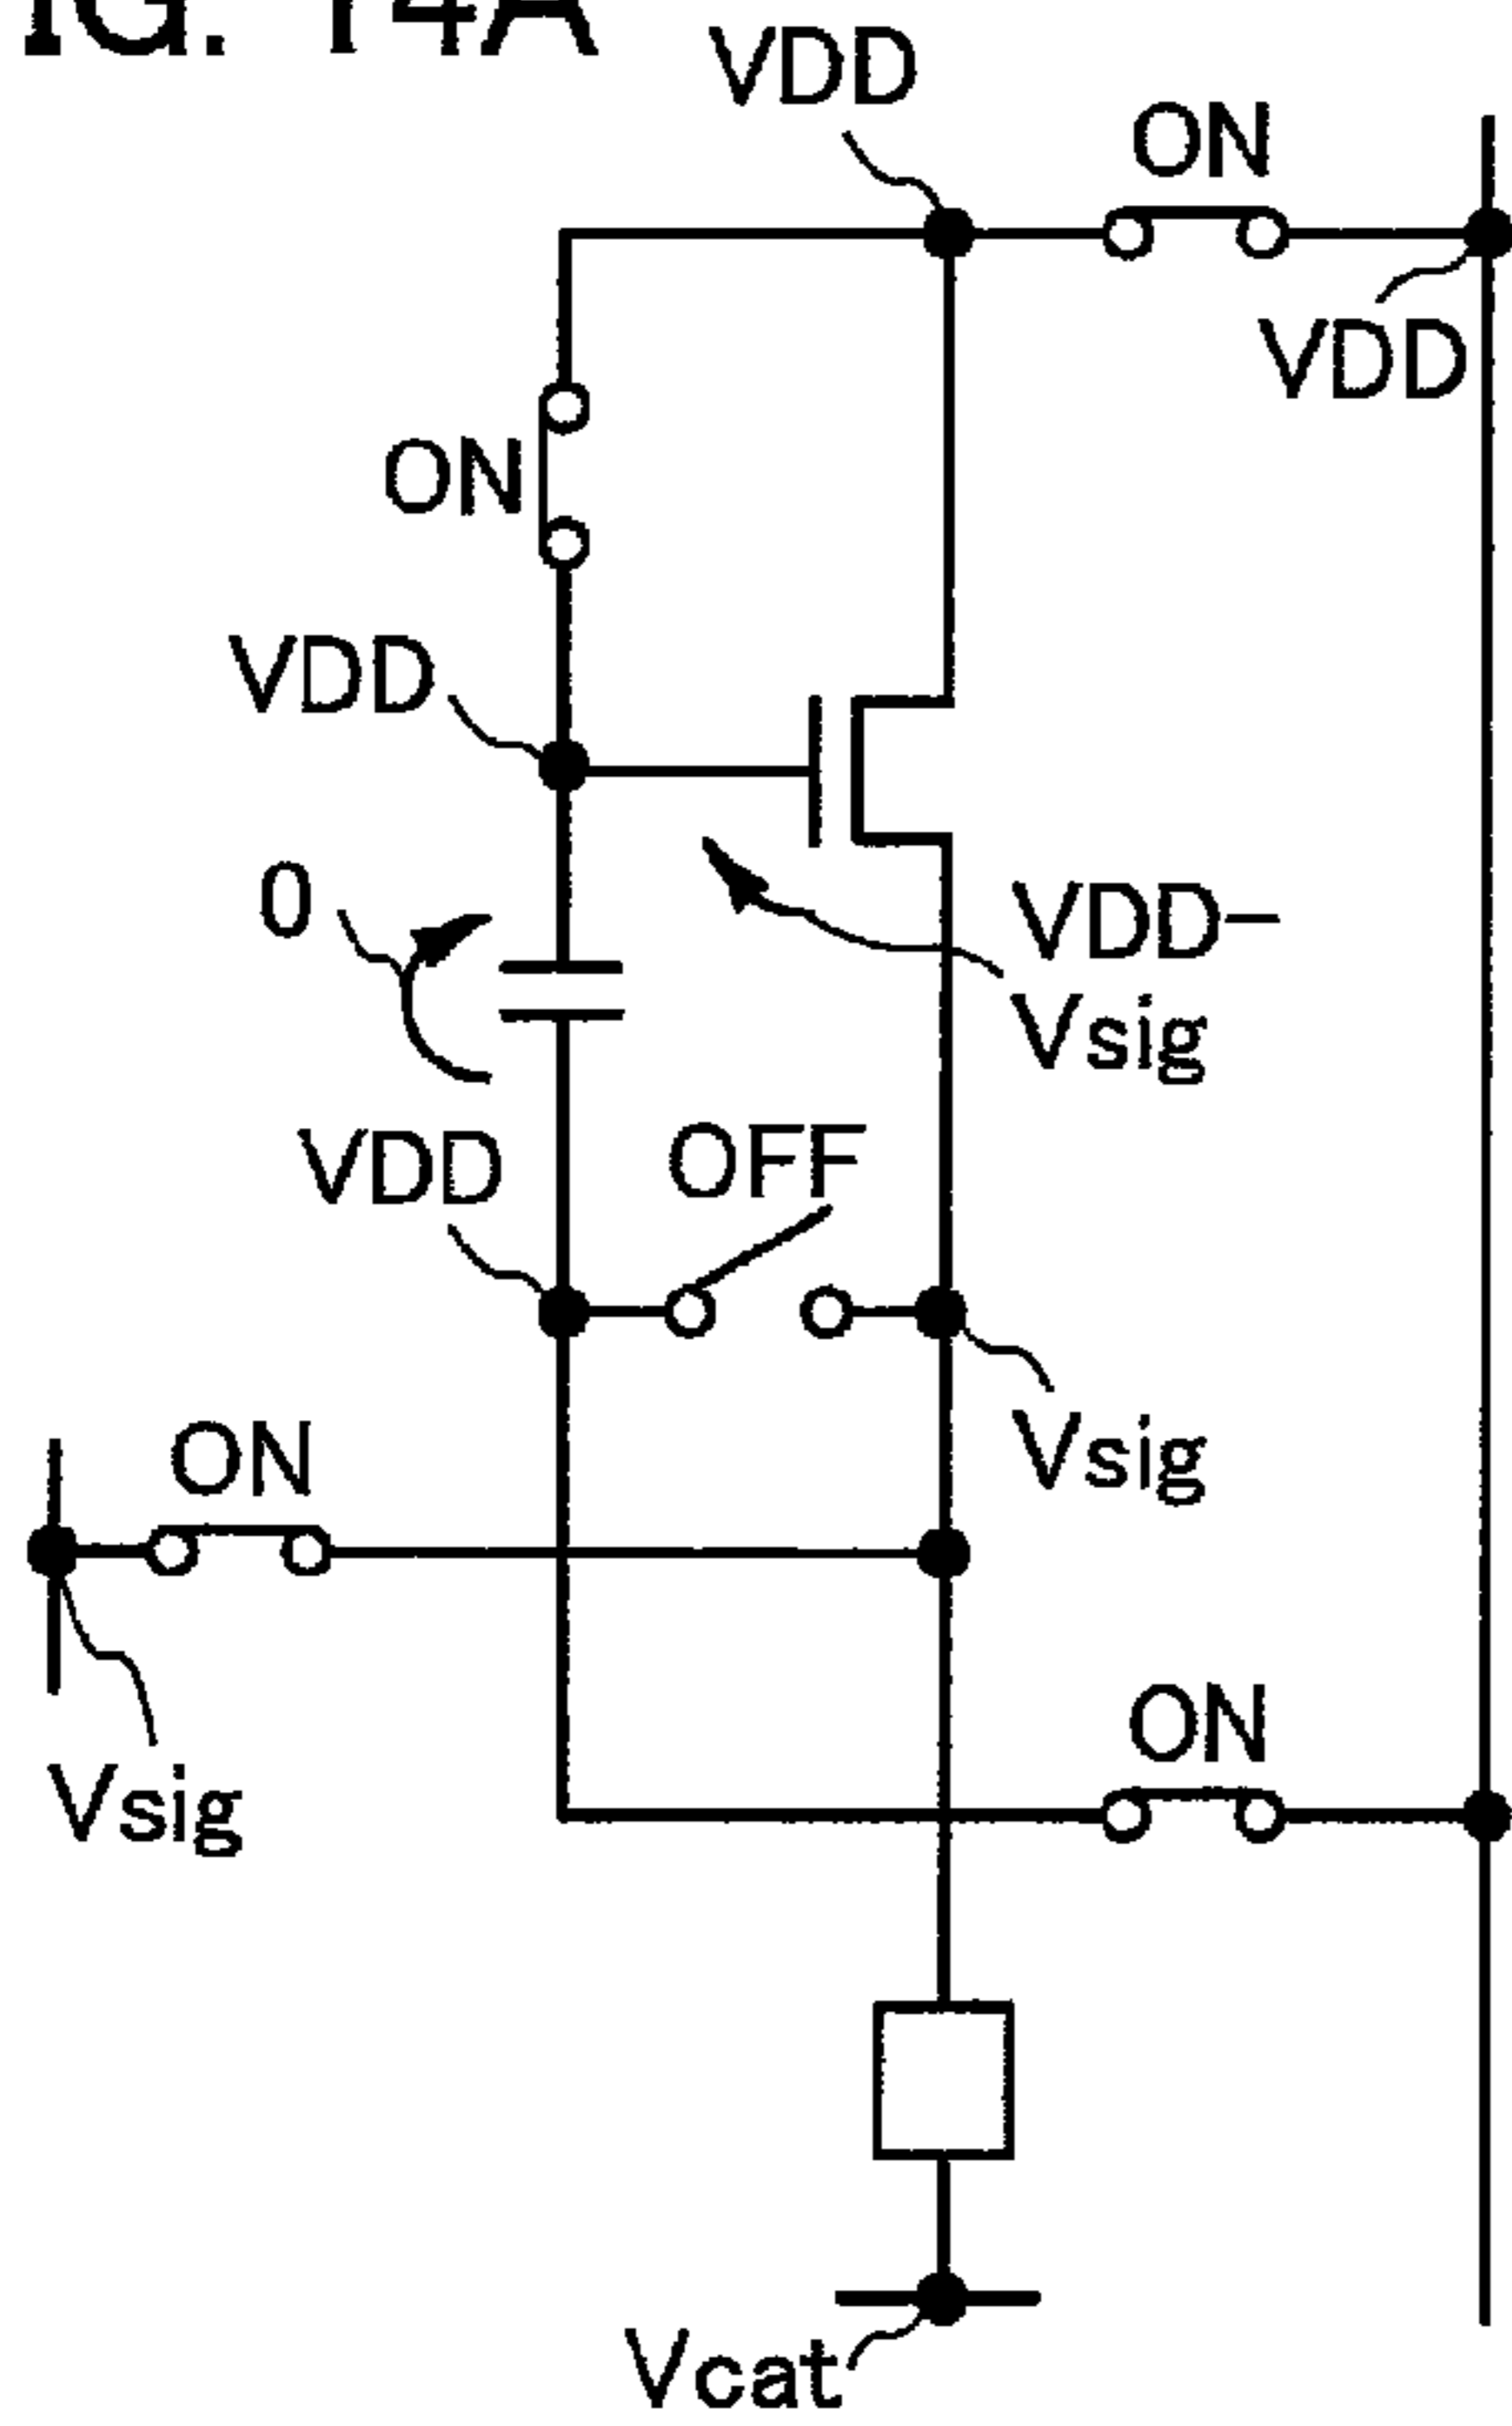 IG. 14A
VDD
ON
VDD
ON
VDD
0
VDD−
Vsig
VDD
OFF
Vsig
ON
Vsig
ON
Vcat